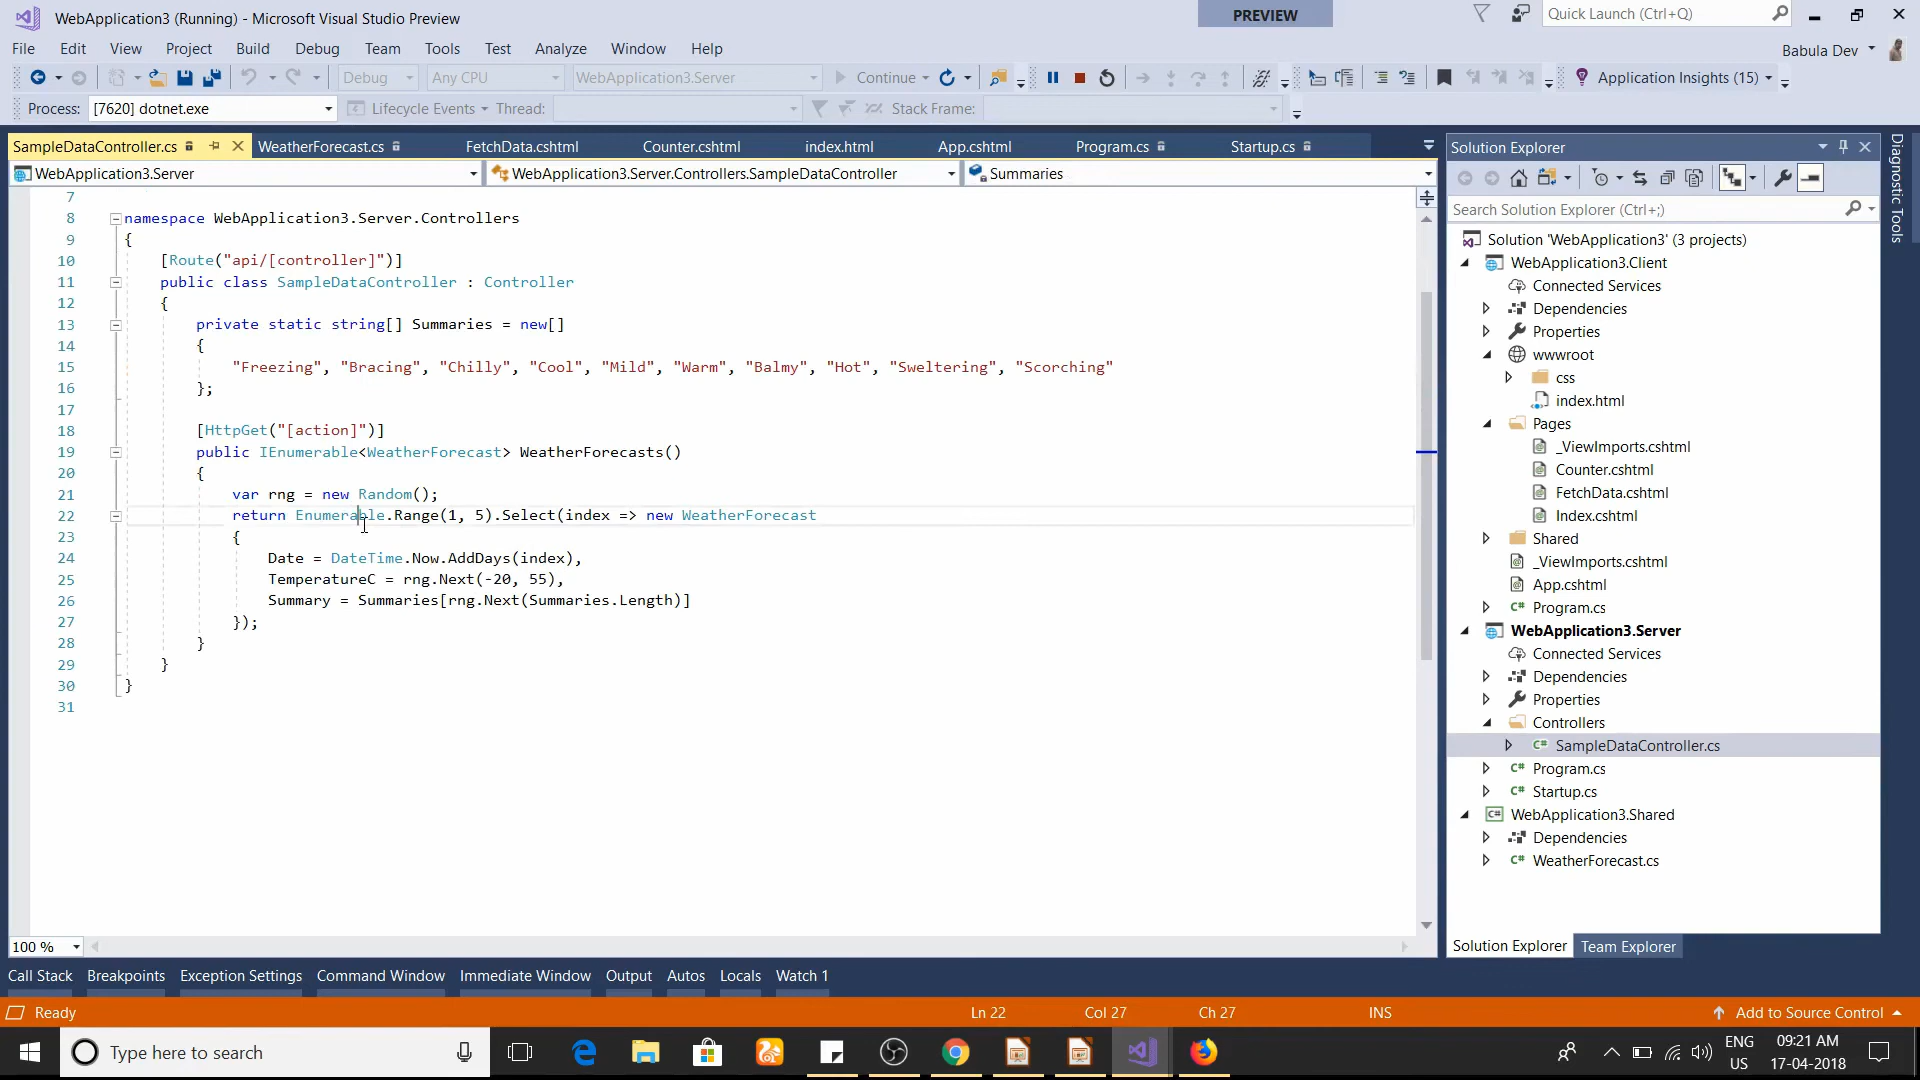 WebApplication3 (Running) - Microsoft Visual Studio Preview
PREVIEW
Quick Launch (Ctrl+Q)
File Edit View Project Build Debug Team Tools Test Analyze Window Help
Babula Dev
Debug Any CPU WebApplication3.Server Continue Application Insights (15)
Process: [7620] dotnet.exe Lifecycle Events Thread: Stack Frame:
SampleDataController.cs WeatherForecast.cs FetchData.cshtml Counter.cshtml index.html App.cshtml Program.cs Startup.cs
WebApplication3.Server WebApplication3.Server.Controllers.SampleDataController Summaries
7
8 namespace WebApplication3.Server.Controllers
9 {
10 [Route("api/[controller]")]
11 public class SampleDataController : Controller
12 {
13 private static string[] Summaries = new[]
14 {
15 "Freezing", "Bracing", "Chilly", "Cool", "Mild", "Warm", "Balmy", "Hot", "Sweltering", "Scorching"
16 };
17
18 [HttpGet("[action]")]
19 public IEnumerable<WeatherForecast> WeatherForecasts()
20 {
21 var rng = new Random();
22 return Enumerable.Range(1, 5).Select(index => new WeatherForecast
23 {
24 Date = DateTime.Now.AddDays(index),
25 TemperatureC = rng.Next(-20, 55),
26 Summary = Summaries[rng.Next(Summaries.Length)]
27 });
28 }
29 }
30 }
31
100 %
Solution Explorer
Search Solution Explorer (Ctrl+;)
Solution 'WebApplication3' (3 projects)
WebApplication3.Client
Connected Services
Dependencies
Properties
wwwroot
css
index.html
Pages
_ViewImports.cshtml
Counter.cshtml
FetchData.cshtml
Index.cshtml
Shared
_ViewImports.cshtml
App.cshtml
C# Program.cs
WebApplication3.Server
Connected Services
Dependencies
Properties
Controllers
C# SampleDataController.cs
C# Program.cs
C# Startup.cs
C# WebApplication3.Shared
Dependencies
C# WeatherForecast.cs
Solution Explorer Team Explorer
Diagnostic Tools
Call Stack Breakpoints Exception Settings Command Window Immediate Window Output Autos Locals Watch 1
Ready Ln 22 Col 27 Ch 27 INS Add to Source Control
Type here to search
ENG
US
09:21 AM
17-04-2018